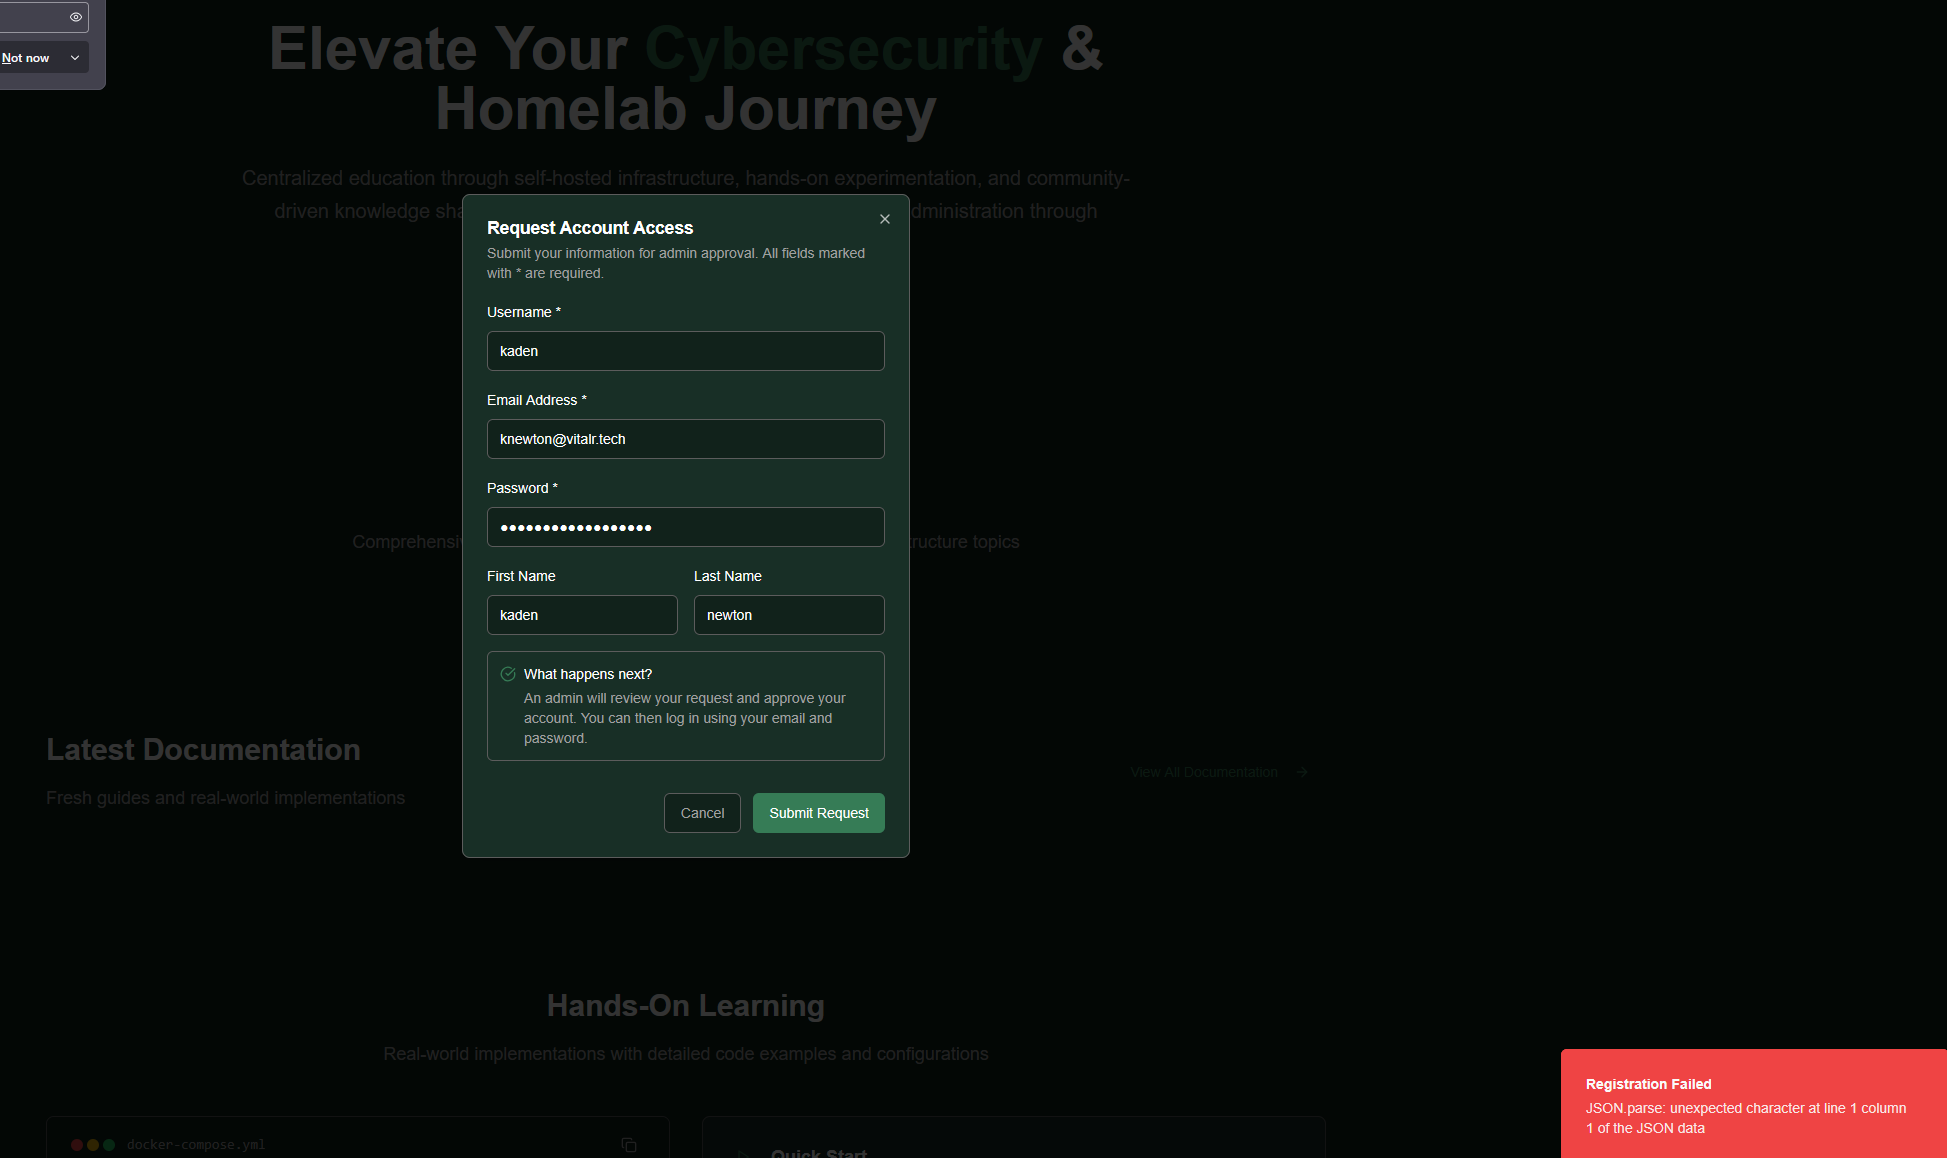 Not now
Elevate Your Cybersecurity &
Homelab Journey
Centralized education through self-hosted infrastructure, hands-on experimentation, and community-
driven knowledge
dministration through
Request Account Access
Submit your information for admin approval. All fields marked
with * are required.
Username *
kaden
Email Address *
knewton@vitalr.tech
Password *
••••••••••••••••••
First Name
Last Name
kaden
newton
Comprehensiv
ructure topics
What happens next?
An admin will review your request and approve your
account. You can then log in using your email and
password.
Cancel
Submit Request
Latest Documentation
Fresh guides and real-world implementations
View All Documentation
Hands-On Learning
Real-world implementations with detailed code examples and configurations
docker-compose.yml
Quick Start
Registration Failed
JSON.parse: unexpected character at line 1 column
1 of the JSON data